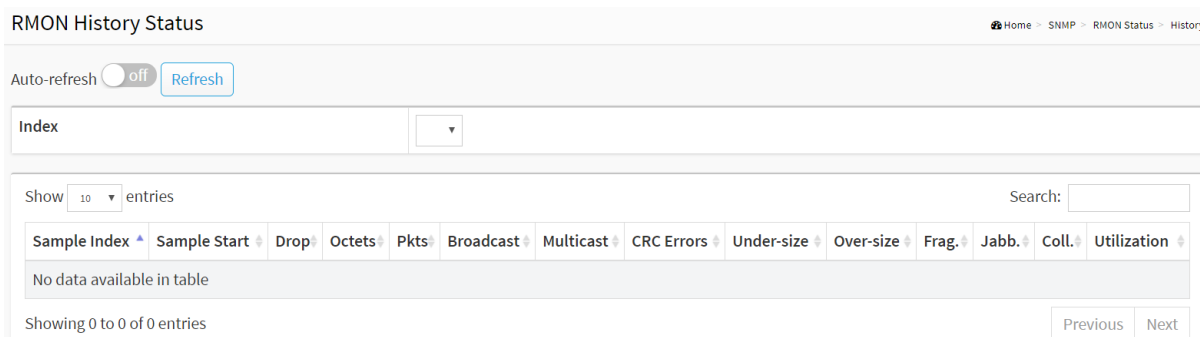 RMON History Status
Home > SNMP > RMON Status > History
Auto-refresh off Refresh
Index
Show 10 entries Search:
Sample Index Sample Start Drop Octets Pkts Broadcast Multicast CRC Errors Under-size Over-size Frag. Jabb. Coll. Utilization
No data available in table
Showing 0 to 0 of 0 entries Previous Next